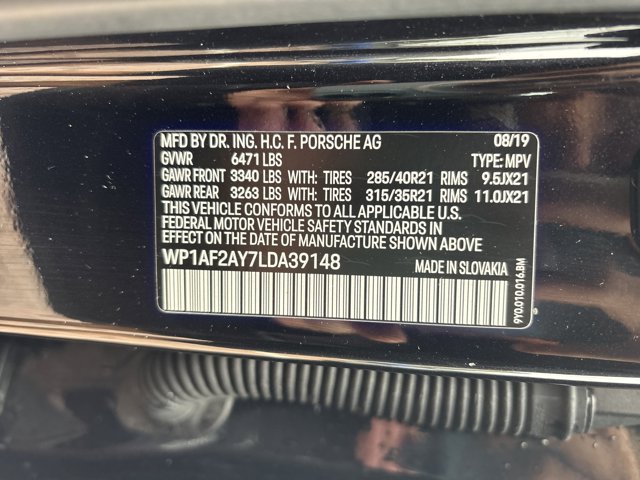 MFD BY DR. ING. H.C. F. PORSCHE AG 08/19
GVWR 6471 LBS TYPE: MPV
GAWR FRONT 3340 LBS WITH: TIRES 285/40R21 RIMS 9.5JX21
GAWR REAR 3263 LBS WITH: TIRES 315/35R21 RIMS 11.0JX21
THIS VEHICLE CONFORMS TO ALL APPLICABLE U.S.
FEDERAL MOTOR VEHICLE SAFETY STANDARDS IN
EFFECT ON THE DATE OF MANUFACTURE SHOWN ABOVE
WP1AF2AY7LDA39148 MADE IN SLOVAKIA
9Y0.010.016.BM